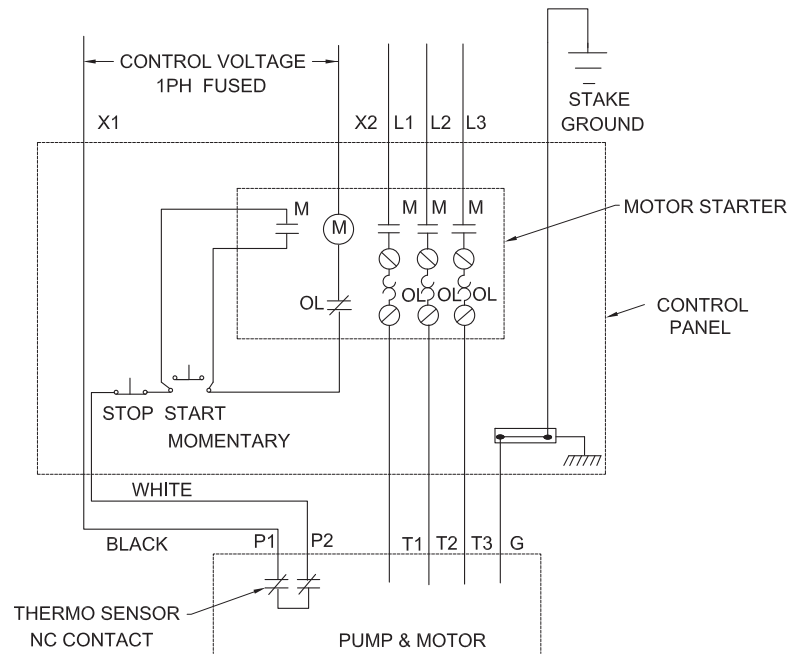 CONTROL VOLTAGE
1PH FUSED
STAKE
GROUND
X1
X2
L1
L2
L3
M
M
M
M
M
MOTOR STARTER
OL
OL
OL
OL
CONTROL
PANEL
STOP
START
MOMENTARY
WHITE
BLACK
P1
P2
T1
T2
T3
G
THERMO SENSOR
NC CONTACT
PUMP & MOTOR